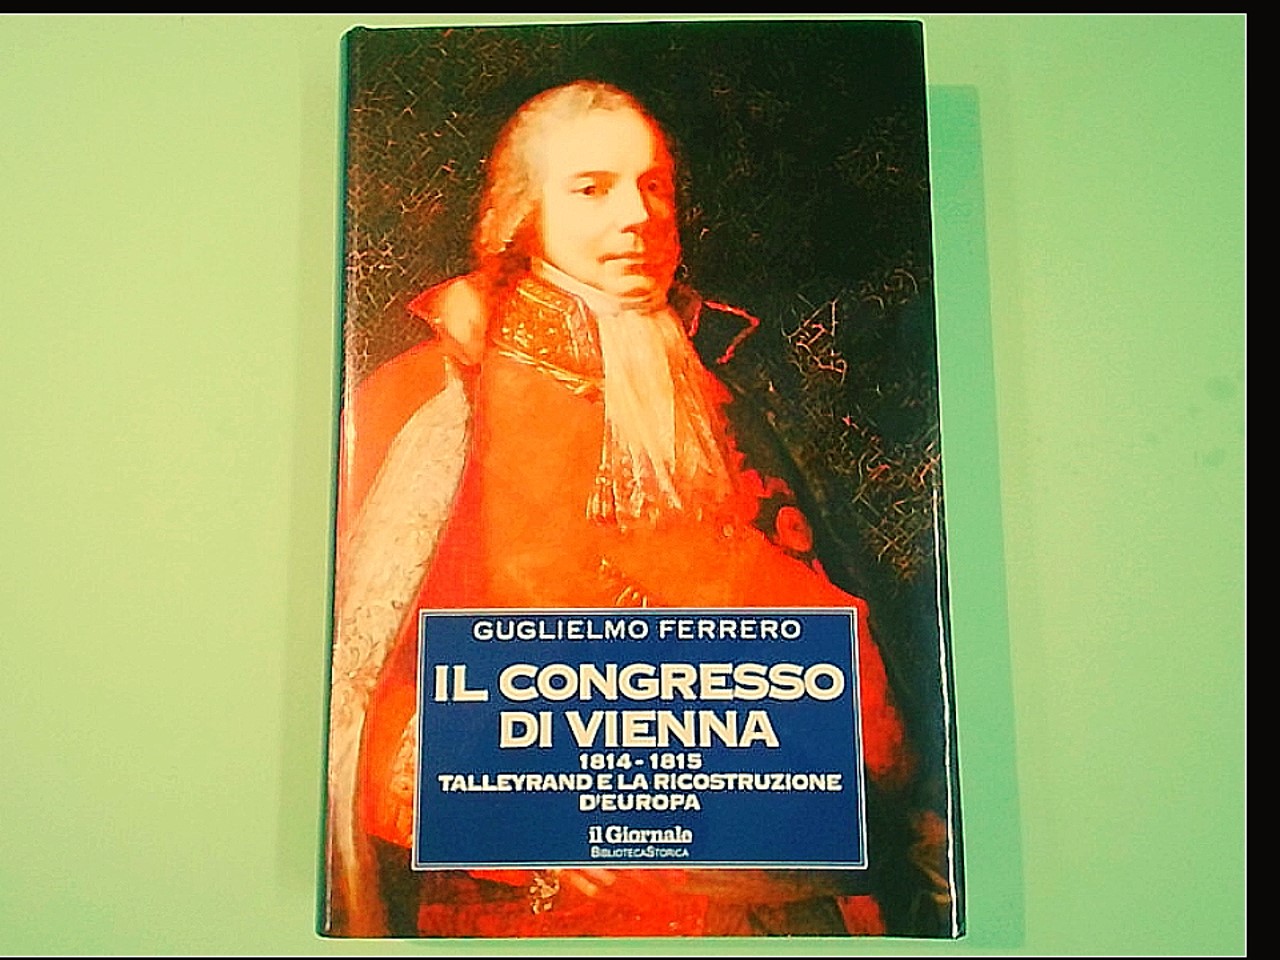 GUGLIELMO FERRERO
IL CONGRESSO
DI VIENNA
1814-1815
TALLEYRAND E LA RICOSTRUZIONE
D'EUROPA
il Giornale
BIBLIOTECASTORICA